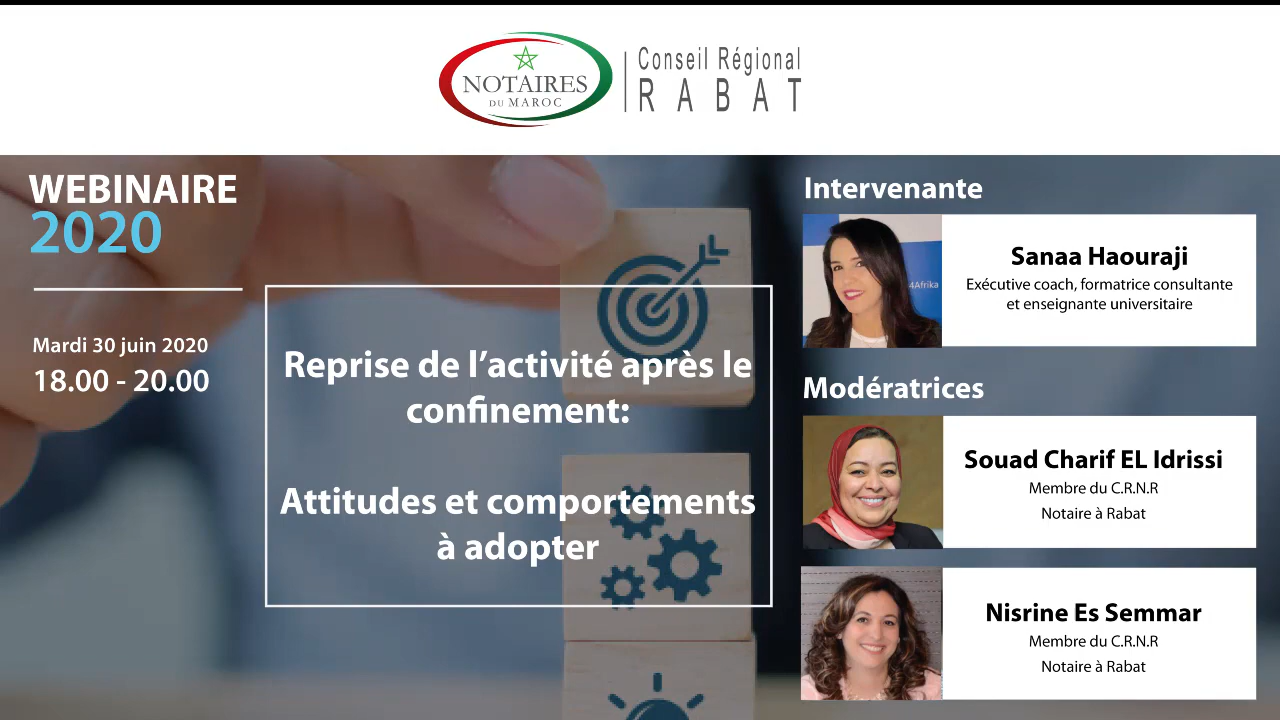 NOTAIRES
DU MAROC
Conseil Régional
RABAT
WEBINAIRE
2020
Mardi 30 juin 2020
18.00 - 20.00
Reprise de l’activité après le
confinement:
Attitudes et comportements
à adopter
Intervenante
4Afrika
Sanaa Haouraji
Exécutive coach, formatrice consultante
et enseignante universitaire
Modératrices
Souad Charif EL Idrissi
Membre du C.R.N.R
Notaire à Rabat
Nisrine Es Semmar
Membre du C.R.N.R
Notaire à Rabat